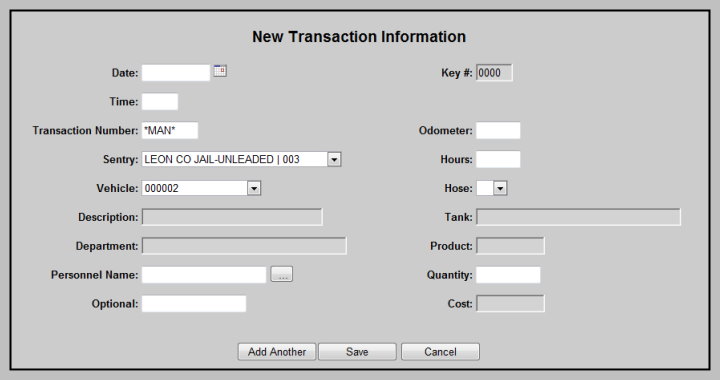 New Transaction Information
Date: Key #: 0000
Time:
Transaction Number: *MAN* Odometer:
Sentry: LEON CO JAIL-UNLEADED | 003 Hours:
Vehicle: 000002 Hose:
Description: Tank:
Department: Product:
Personnel Name: ... Quantity:
Optional: Cost:
Add Another Save Cancel